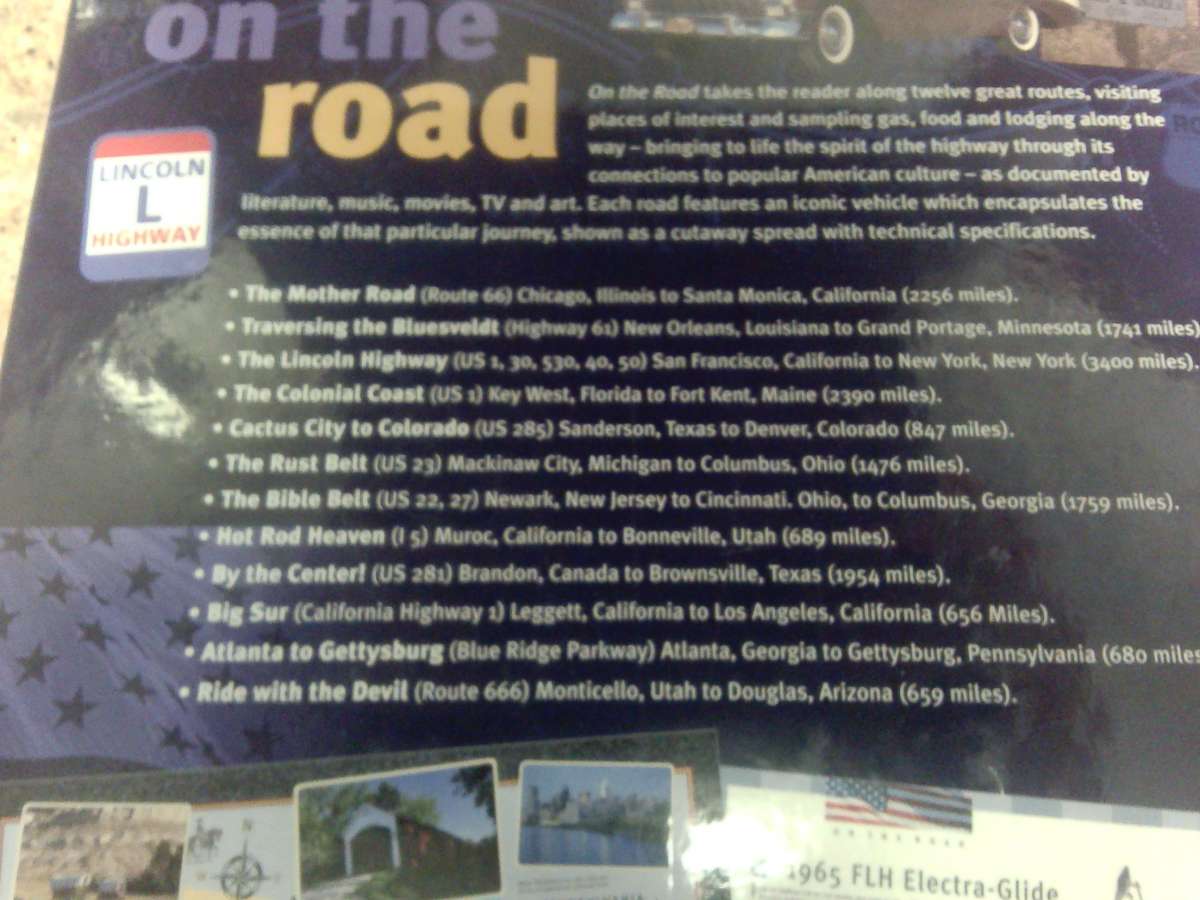 on the
road
LINCOLN
L
HIGHWAY
On the Road takes the reader along twelve great routes, visiting
places of interest and sampling gas, food and lodging along the
way – bringing to life the spirit of the highway through its
connections to popular American culture – as documented by
literature, music, movies, TV and art. Each road features an iconic vehicle which encapsulates the
essence of that particular journey, shown as a cutaway spread with technical specifications.
• The Mother Road (Route 66) Chicago, Illinois to Santa Monica, California (2256 miles).
• Traversing the Bluesveldt (Highway 61) New Orleans, Louisiana to Grand Portage, Minnesota (1741 miles)
• The Lincoln Highway (US 1, 30, 530, 40, 50) San Francisco, California to New York, New York (3400 miles).
• The Colonial Coast (US 1) Key West, Florida to Fort Kent, Maine (2390 miles).
• Cactus City to Colorado (US 285) Sanderson, Texas to Denver, Colorado (847 miles).
• The Rust Belt (US 23) Mackinaw City, Michigan to Columbus, Ohio (1476 miles).
• The Bible Belt (US 22, 27) Newark, New Jersey to Cincinnati. Ohio, to Columbus, Georgia (1759 miles).
• Hot Rod Heaven (I 5) Muroc, California to Bonneville, Utah (689 miles).
• By the Center! (US 281) Brandon, Canada to Brownsville, Texas (1954 miles).
• Big Sur (California Highway 1) Leggett, California to Los Angeles, California (656 Miles).
• Atlanta to Gettysburg (Blue Ridge Parkway) Atlanta, Georgia to Gettysburg, Pennsylvania (680 miles
• Ride with the Devil (Route 666) Monticello, Utah to Douglas, Arizona (659 miles).
ON THE ROAD
1965 FLH Electra-Glide